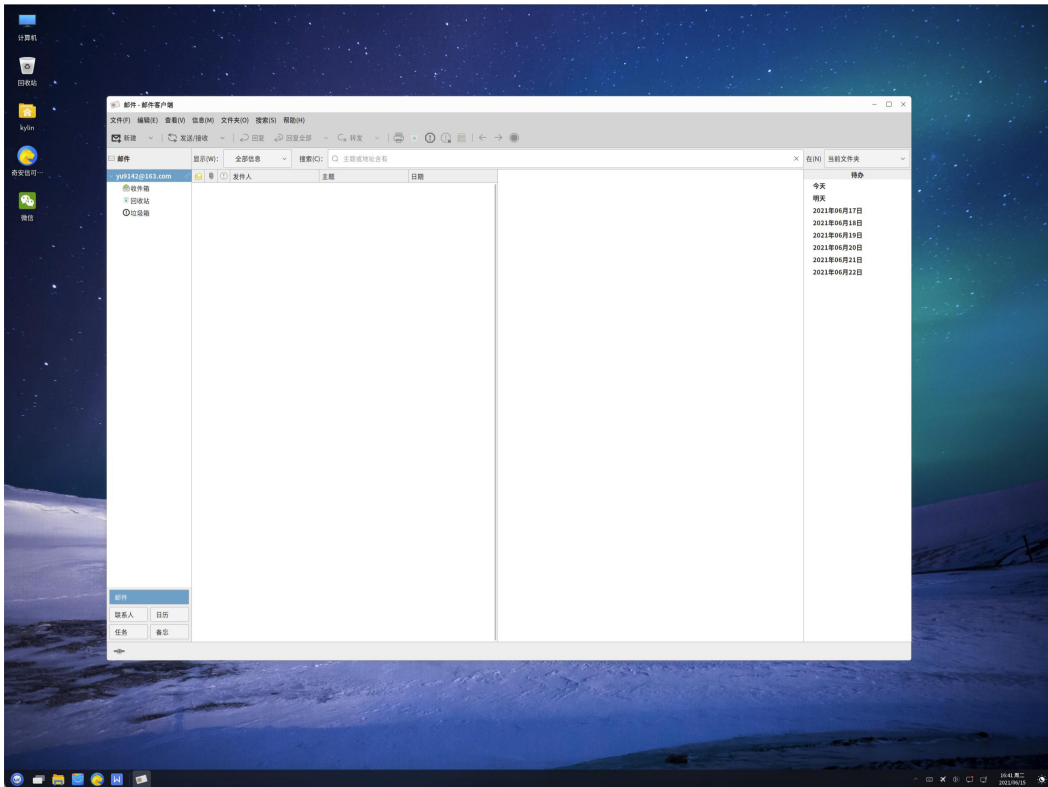 计算机
回收站
kylin
奇安信可…
微信
邮件 - 邮件客户端
文件(F) 编辑(E) 查看(V) 信息(M) 文件夹(O) 搜索(S) 帮助(H)
新建 发送/接收 回复 回复全部 转发
邮件 显示(W): 全部信息 搜索(C): 主题或地址含有 在(N) 当前文件夹
yu9142@163.com
收件箱
回收站
垃圾箱
发件人 主题 日期
待办
今天
明天
2021年06月17日
2021年06月18日
2021年06月19日
2021年06月20日
2021年06月21日
2021年06月22日
邮件
联系人 日历
任务 备忘
16:41 周二
2021/06/15